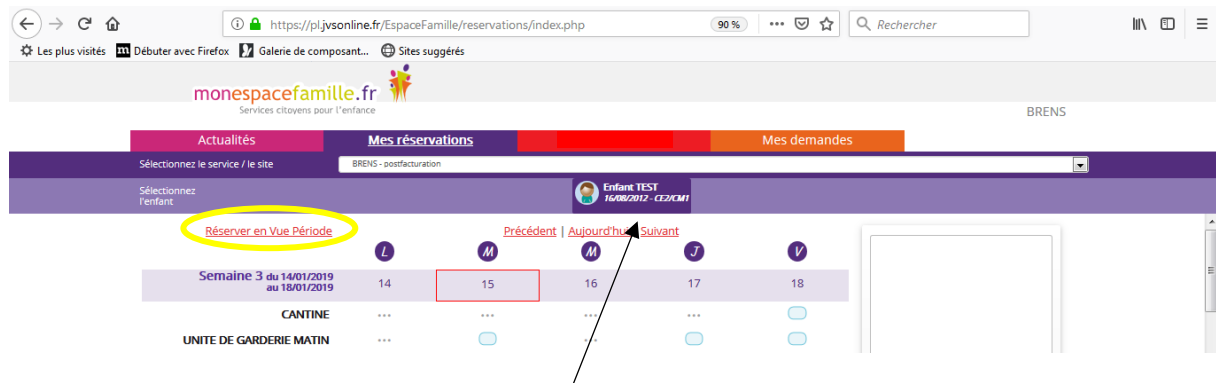 https://pl.jvsonline.fr/EspaceFamille/reservations/index.php 90 % Rechercher
Les plus visités m Débuter avec Firefox Galerie de composant... Sites suggérés
monespacefamille.fr
Services citoyens pour l'enfance
BRENS
Actualités Mes réservations Mes demandes
Sélectionnez le service / le site BRENS - postfacturation
Sélectionnez
l'enfant
Enfant TEST
16/08/2012 - CE2/CM1
Réserver en Vue Période Précédent | Aujourd'hui Suivant
L M M J V
Semaine 3 du 14/01/2019
au 18/01/2019
14 15 16 17 18
CANTINE ... ... ... ...
UNITE DE GARDERIE MATIN ... ...